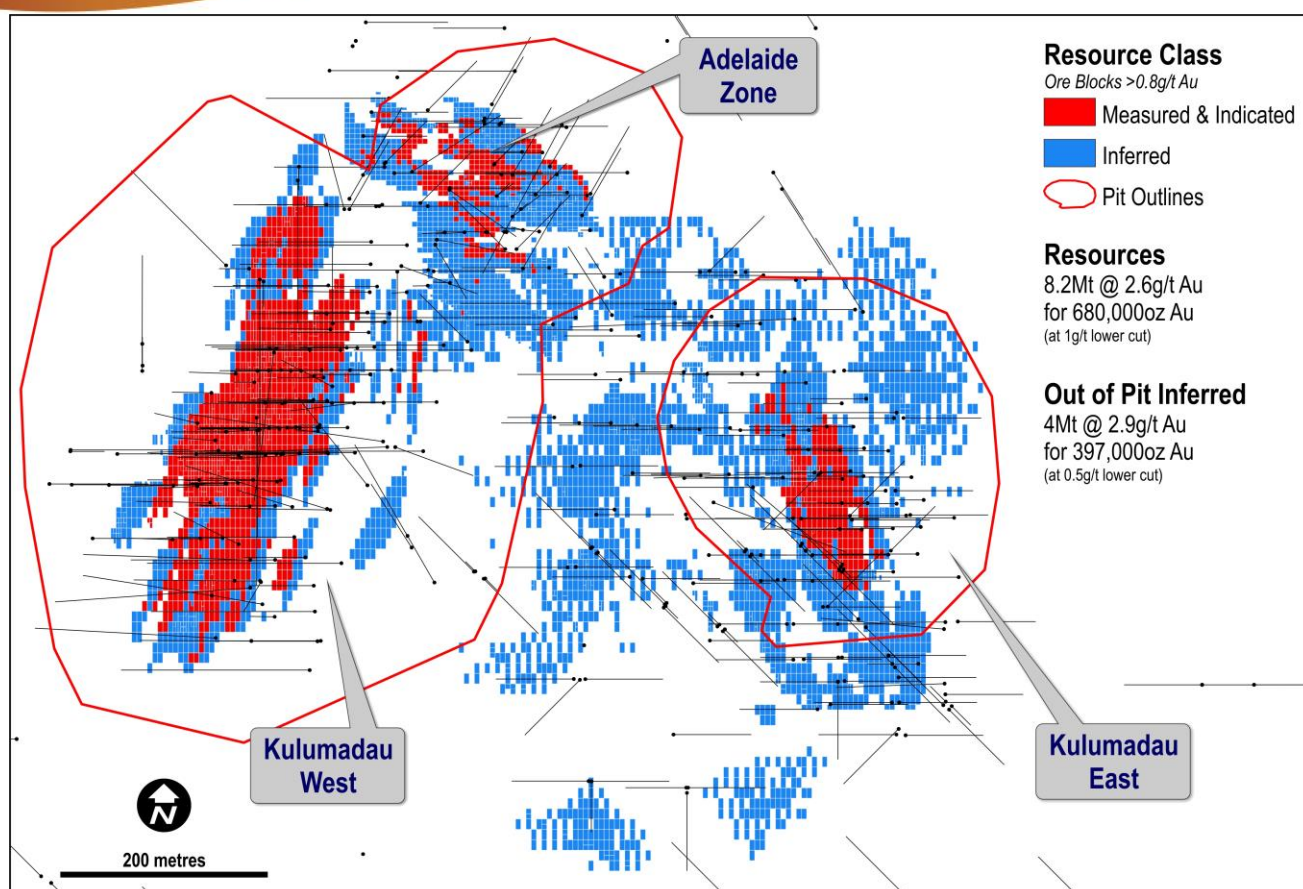 Adelaide
Zone
Resource Class
Ore Blocks >0.8g/t Au
Measured & Indicated
Inferred
Pit Outlines
Resources
8.2Mt @ 2.6g/t Au
for 680,000oz Au
(at 1g/t lower cut)
Out of Pit Inferred
4Mt @ 2.9g/t Au
for 397,000oz Au
(at 0.5g/t lower cut)
Kulumadau
West
Kulumadau
East
N
200 metres